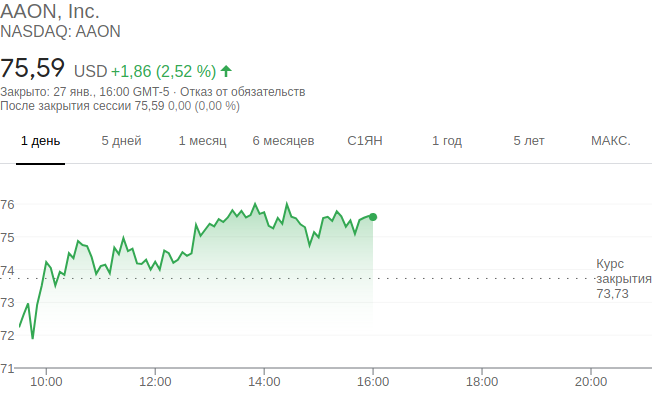 AAON, Inc.
NASDAQ: AAON
75,59 USD +1,86 (2,52 %)
Закрыто: 27 янв., 16:00 GMT-5 · Отказ от обязательств
После закрытия сессии 75,59 0,00 (0,00 %)
1 день 5 дней 1 месяц 6 месяцев С1ЯН 1 год 5 лет МАКС.
76
75
74
73
72
71
Курс
закрытия
73,73
10:00 12:00 14:00 16:00 18:00 20:00